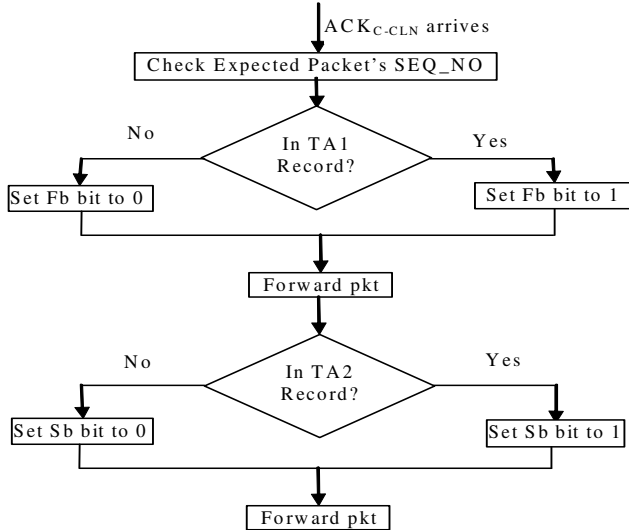 ACK_C-CLN arrives
Check Expected Packet's SEQ_NO
No
In TA1
Record?
Yes
Set Fb bit to 0
Set Fb bit to 1
Forward pkt
No
In TA2
Record?
Yes
Set Sb bit to 0
Set Sb bit to 1
Forward pkt